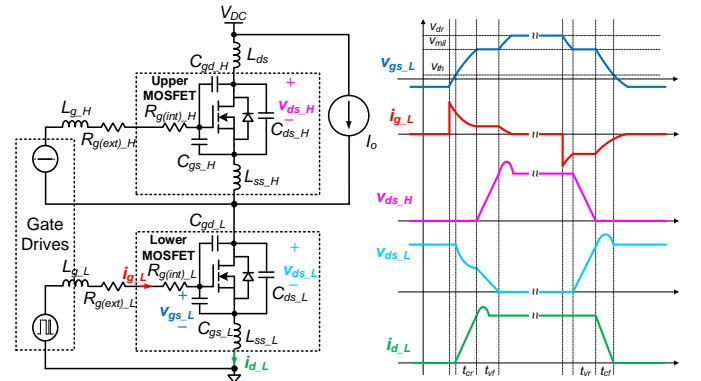 V_DC
C_gd_H
L_ds
Upper
MOSFET
+
v_ds_H
−
L_g_H
R_g(int)_H
R_g(ext)_H
C_ds_H
C_gs_H
I_o
L_ss_H
Gate
Drives
C_gd_L
Lower
MOSFET
+
L_g_L
i_g_L
R_g(int)_L
v_ds_L
−
R_g(ext)_L
+
C_ds_L
v_gs_L
−
C_gs_L
L_ss_L
i_d_L
v_dr
v_mil
v_th
v_gs_L
≈
i_g_L
≈
v_ds_H
≈
v_ds_L
≈
i_d_L
≈
t_cr
t_vf
t_vr
t_cf